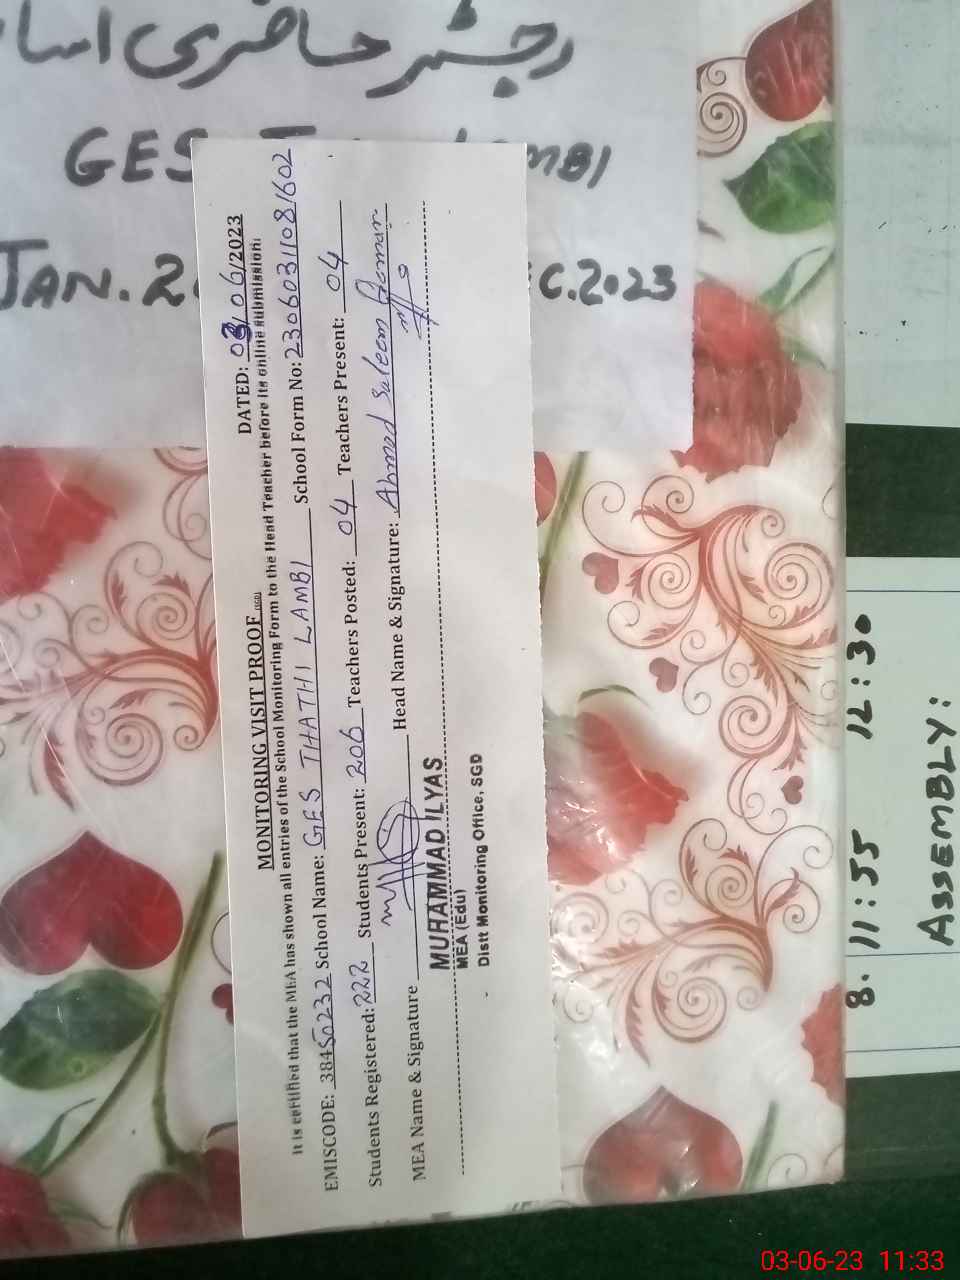 رجسٹر حاضری اسا
GES T LAMBI
JAN. 2 C. 2023
MONITORING VISIT PROOF (SGD)
DATED: 03/06/2023
It is certified that the MEA has shown all entries of the School Monitoring Form to the Head Teacher before its online submission:
EMISCODE: 38450232 School Name: GES THATHI LAMBI School Form No: 2306031108/602
Students Registered: 222 Students Present: 206 Teachers Posted: 04 Teachers Present: 04
MEA Name & Signature Head Name & Signature: Ahmad Saleem
MUHAMMAD ILYAS
MEA (Edu)
Distt Monitoring Office, SGD
8. 11:55 12:30
ASSEMBLY:
03-06-23 11:33